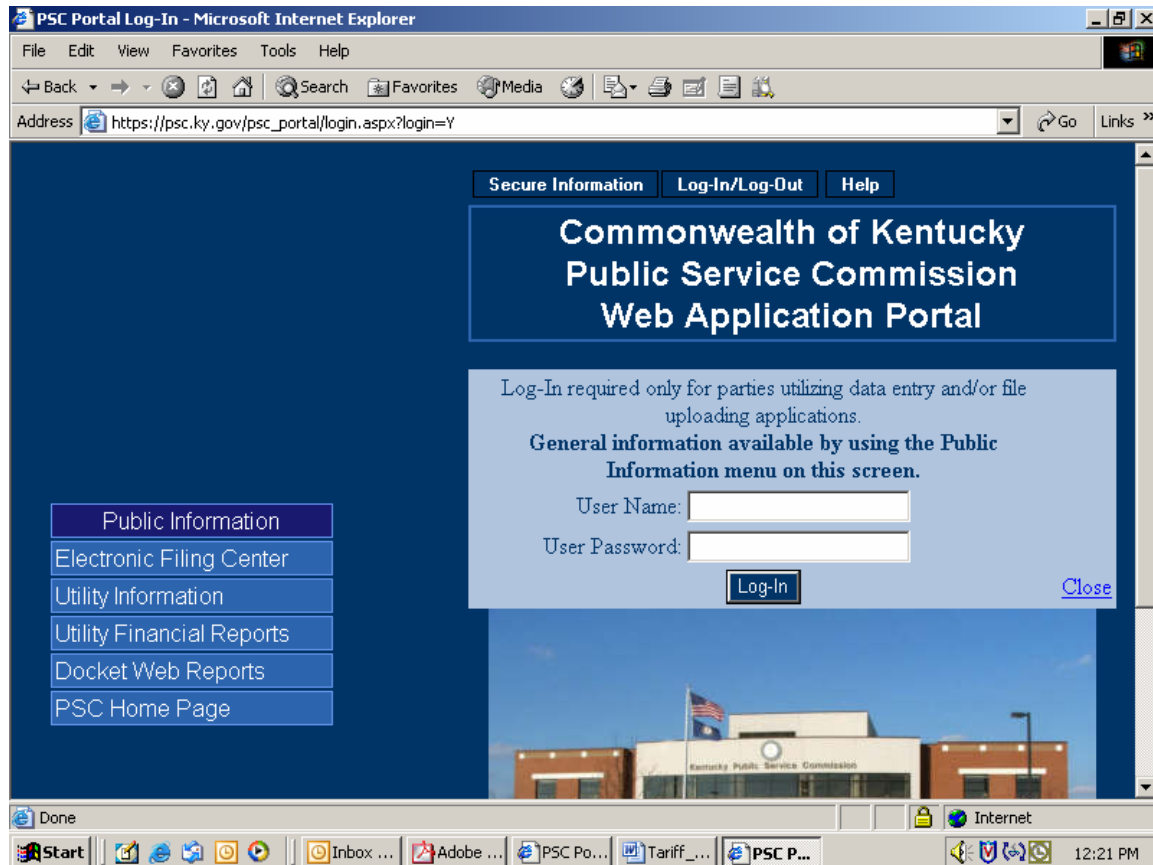 PSC Portal Log-In - Microsoft Internet Explorer
File Edit View Favorites Tools Help
Back Search Favorites Media
Address https://psc.ky.gov/psc_portal/login.aspx?login=Y Go Links »
Secure Information Log-In/Log-Out Help
Commonwealth of Kentucky
Public Service Commission
Web Application Portal
Log-In required only for parties utilizing data entry and/or file
uploading applications.
General information available by using the Public
Information menu on this screen.
User Name:
User Password:
Log-In Close
Public Information
Electronic Filing Center
Utility Information
Utility Financial Reports
Docket Web Reports
PSC Home Page
Kentucky Public Service Commission
Done Internet
Start Inbox ... Adobe ... PSC Po... Tariff_... PSC P... 12:21 PM